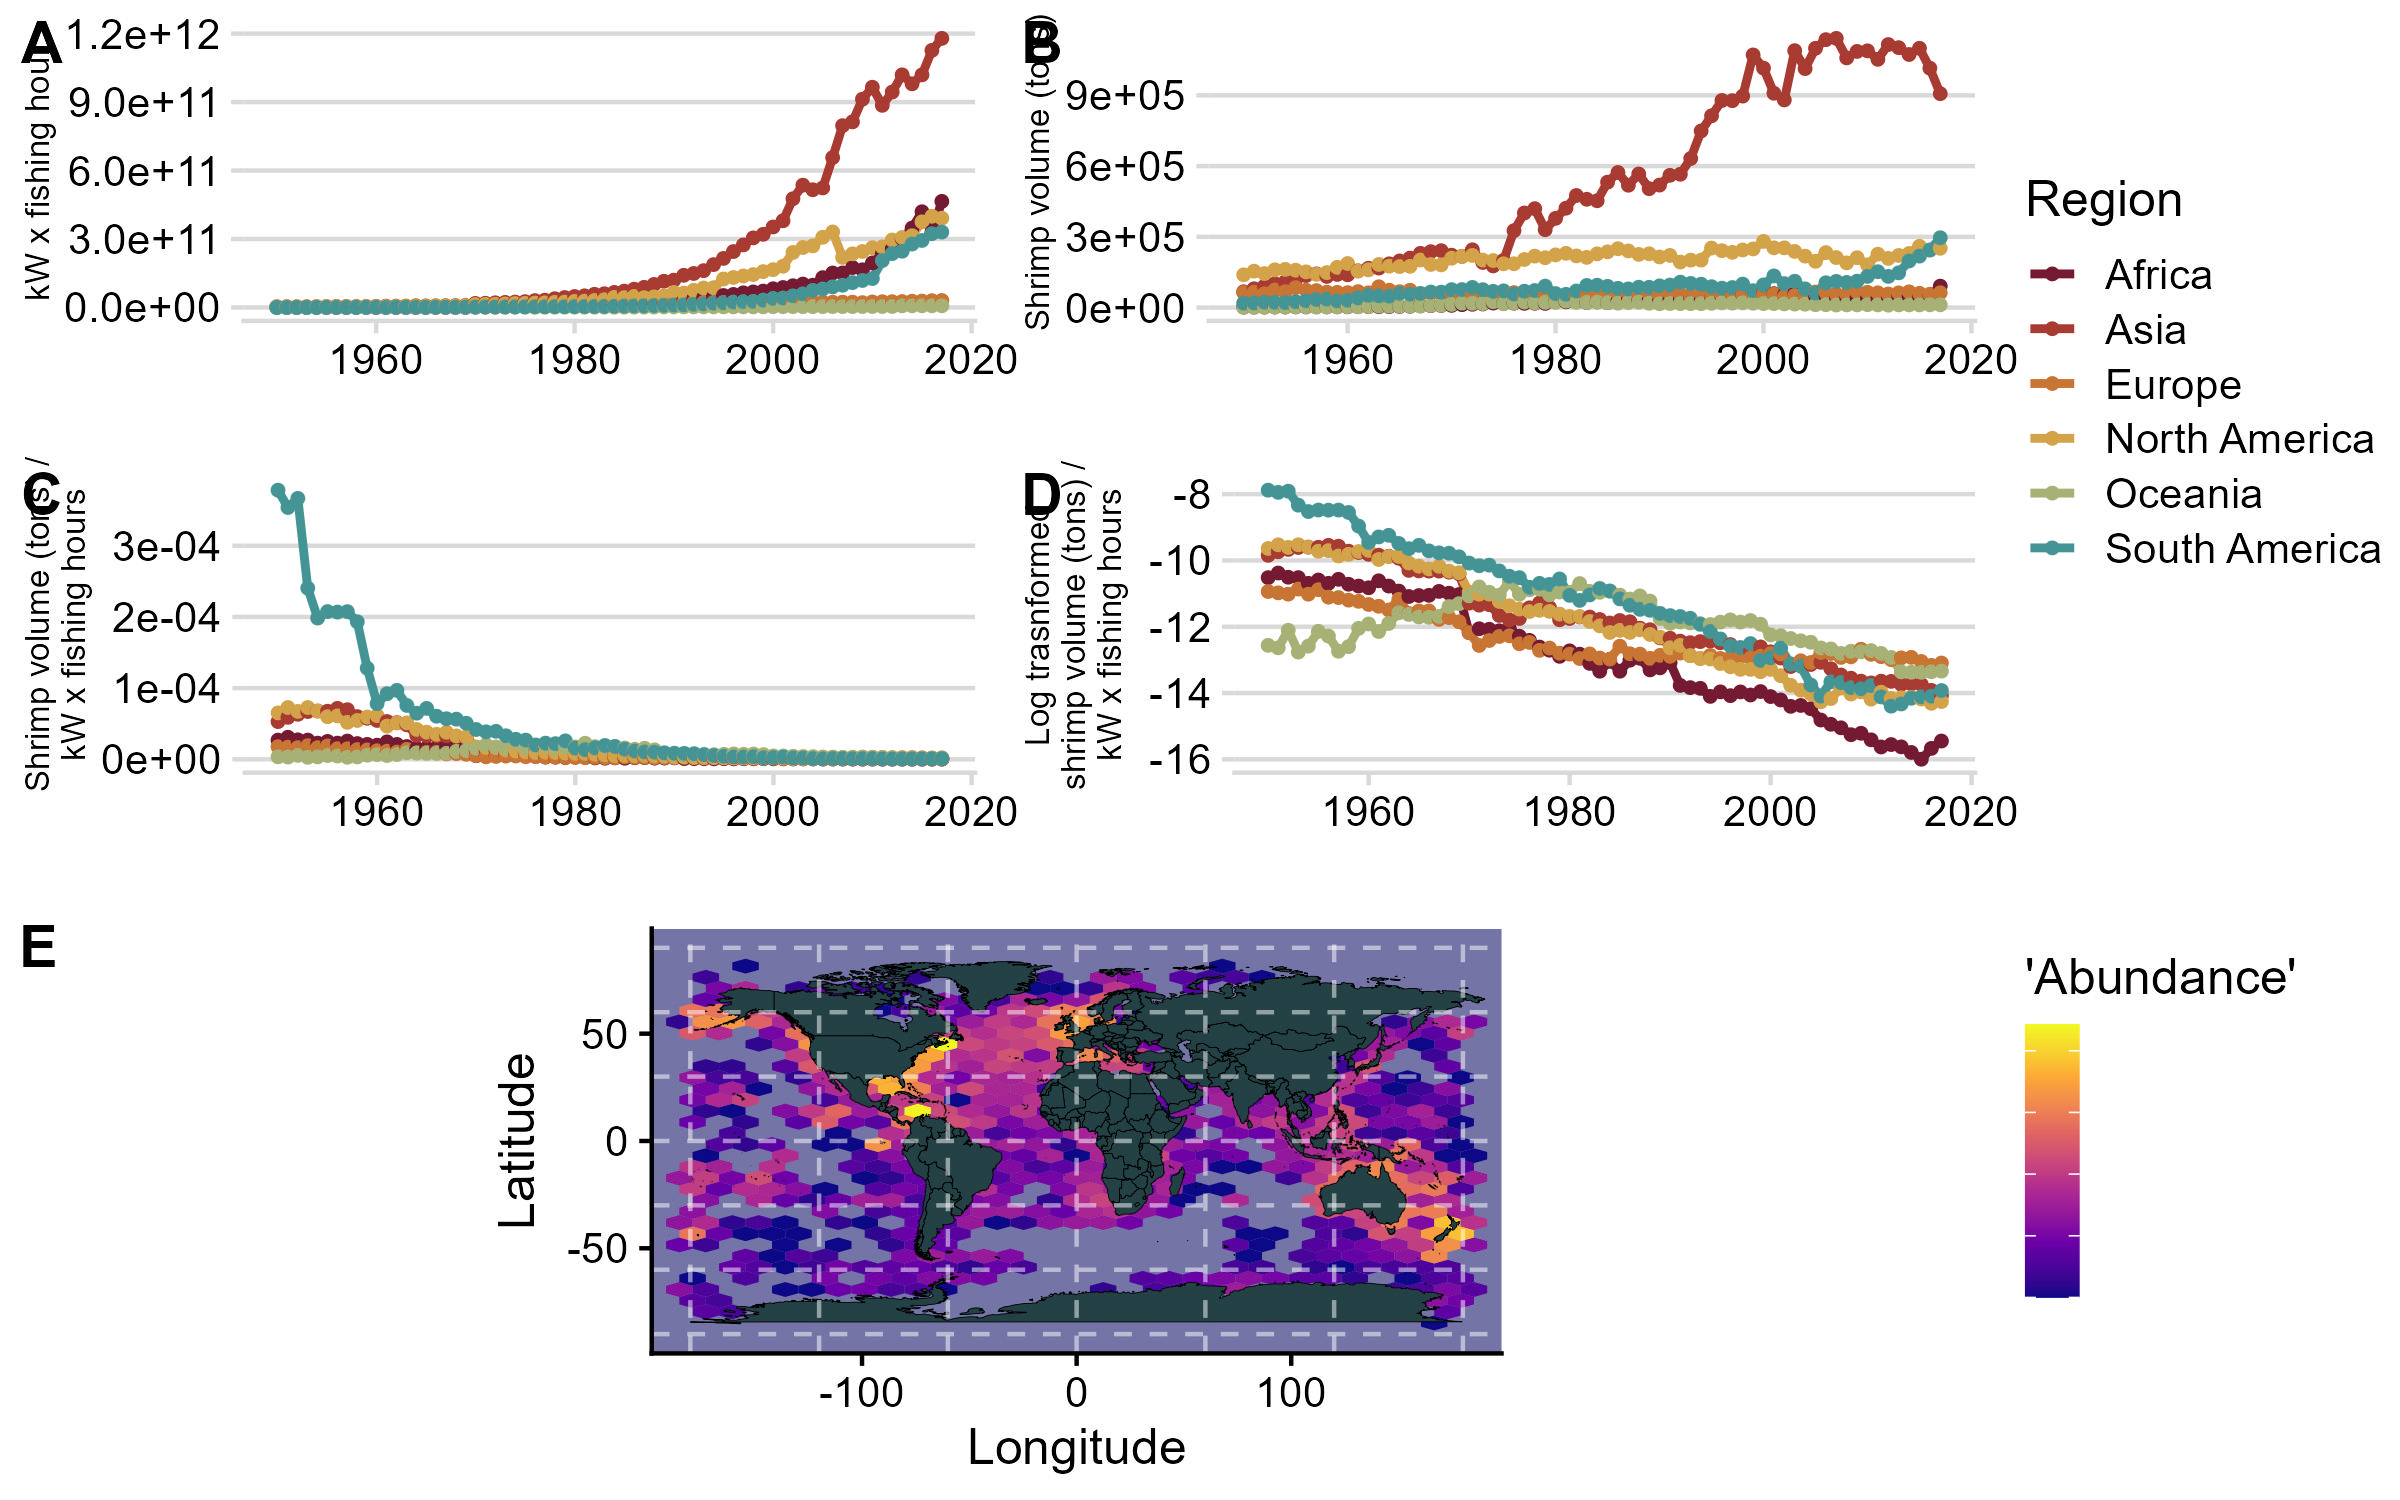 A
1.2e+12
9.0e+11
6.0e+11
3.0e+11
0.0e+00
kW x fishing hou
1960 1980 2000 2020
B
9e+05
6e+05
3e+05
0e+00
Shrimp volume (to s)
1960 1980 2000 2020
Region
Africa
Asia
Europe
North America
Oceania
South America
C
3e-04
2e-04
1e-04
0e+00
Shrimp volume (tons) /
kW x fishing hours
1960 1980 2000 2020
D
-8
-10
-12
-14
-16
Log trasnformed
shrimp volume (tons) /
kW x fishing hours
1960 1980 2000 2020
E
50
0
-50
Latitude
-100 0 100
Longitude
'Abundance'